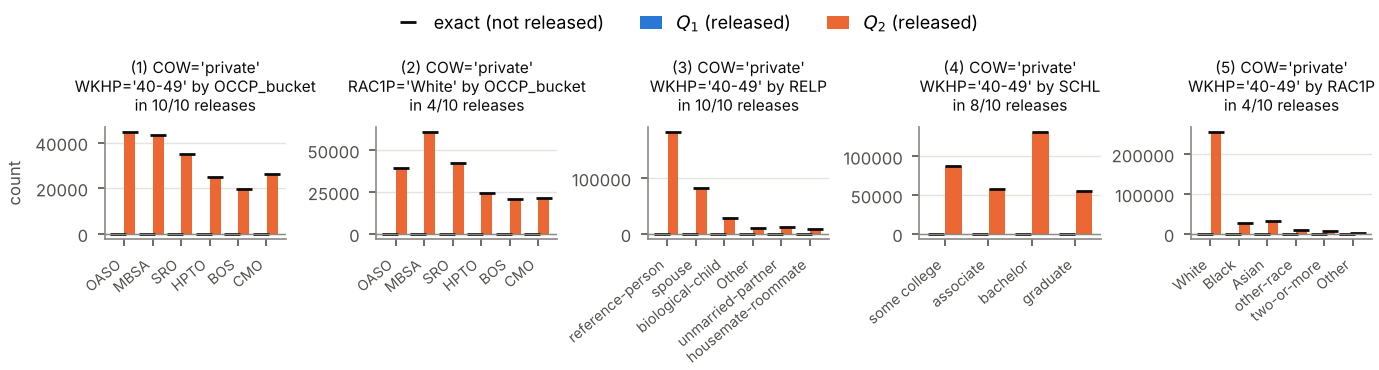 exact (not released)
Q1 (released)
Q2 (released)
(1) COW='private'
WKHP='40-49' by OCCP_bucket
in 10/10 releases
(2) COW='private'
RAC1P='White' by OCCP_bucket
in 4/10 releases
(3) COW='private'
WKHP='40-49' by RELP
in 10/10 releases
(4) COW='private'
WKHP='40-49' by SCHL
in 8/10 releases
(5) COW='private'
WKHP='40-49' by RAC1P
in 4/10 releases
count
40000
20000
0
OASO
MBSA
SRO
HPTO
BOS
CMO
50000
25000
0
OASO
MBSA
SRO
HPTO
BOS
CMO
100000
0
reference-person
spouse
biological-child
Other
unmarried-partner
housemate-roommate
100000
50000
0
some college
associate
bachelor
graduate
200000
100000
0
White
Black
Asian
other-race
two-or-more
Other